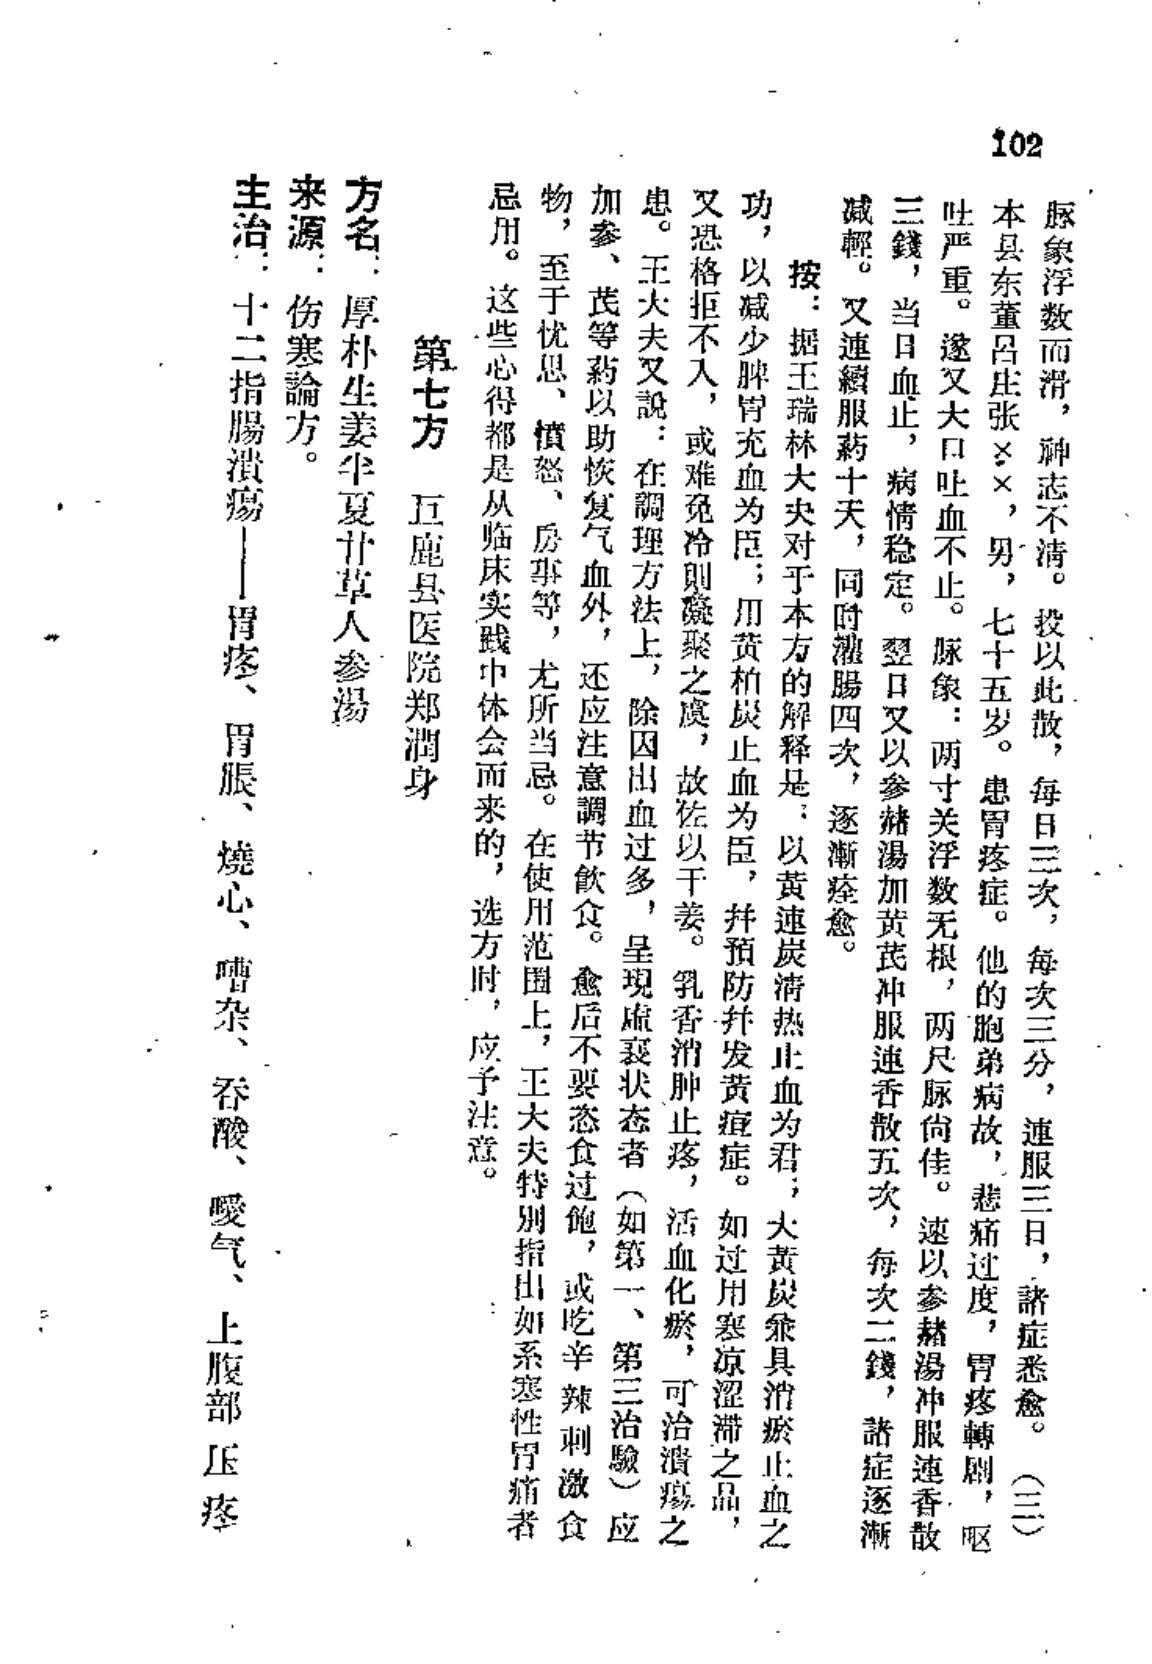 102
脉象浮数而滑，神志不清。投以此散，每日三次，每次三分，連服三日，諸症悉愈。（三）
本县东董吕庄张××，男，七十五岁。患胃疼症。他的胞弟病故，悲痛过度，胃疼轉剧，呕
吐严重。遂又大口吐血不止。脉象：两寸关浮数无根，两尺脉尚佳。速以参赭湯冲服連香散
三錢，当日血止，病情稳定。翌日又以参赭湯加黄芪冲服連香散五次，每次二錢，諸症逐漸
减輕。又連續服葯十天，同时灌腸四次，逐漸痊愈。
按：据王瑞林大夫对于本方的解释是：以黄連炭清热止血为君；大黄炭兼具消瘀止血之
功，以减少脾胃充血为臣；用黄柏炭止血为臣，幷預防幷发黄疸症。如过用寒凉涩滞之品，
又恐格拒不入，或难免冷則凝聚之虞，故佐以干姜。乳香消肿止疼，活血化瘀，可治潰瘍之
患。王大夫又說：在調理方法上，除因出血过多，呈現虛衰状态者（如第一、第三治驗）应
加参、芪等葯以助恢复气血外，还应注意調节飲食。愈后不要恣食过飽，或吃辛辣刺激食
物，至于忧思、憤怒、房事等，尤所当忌。在使用范围上，王大夫特別指出如系寒性胃痛者
忌用。这些心得都是从临床实践中体会而来的，选方时，应予注意。
第七方　巨鹿县医院郑潤身
方名：厚朴生姜半夏甘草人参湯
来源：伤寒論方。
主治：十二指腸潰瘍——胃疼、胃脹、燒心、嘈杂、吞酸、噯气、上腹部压疼